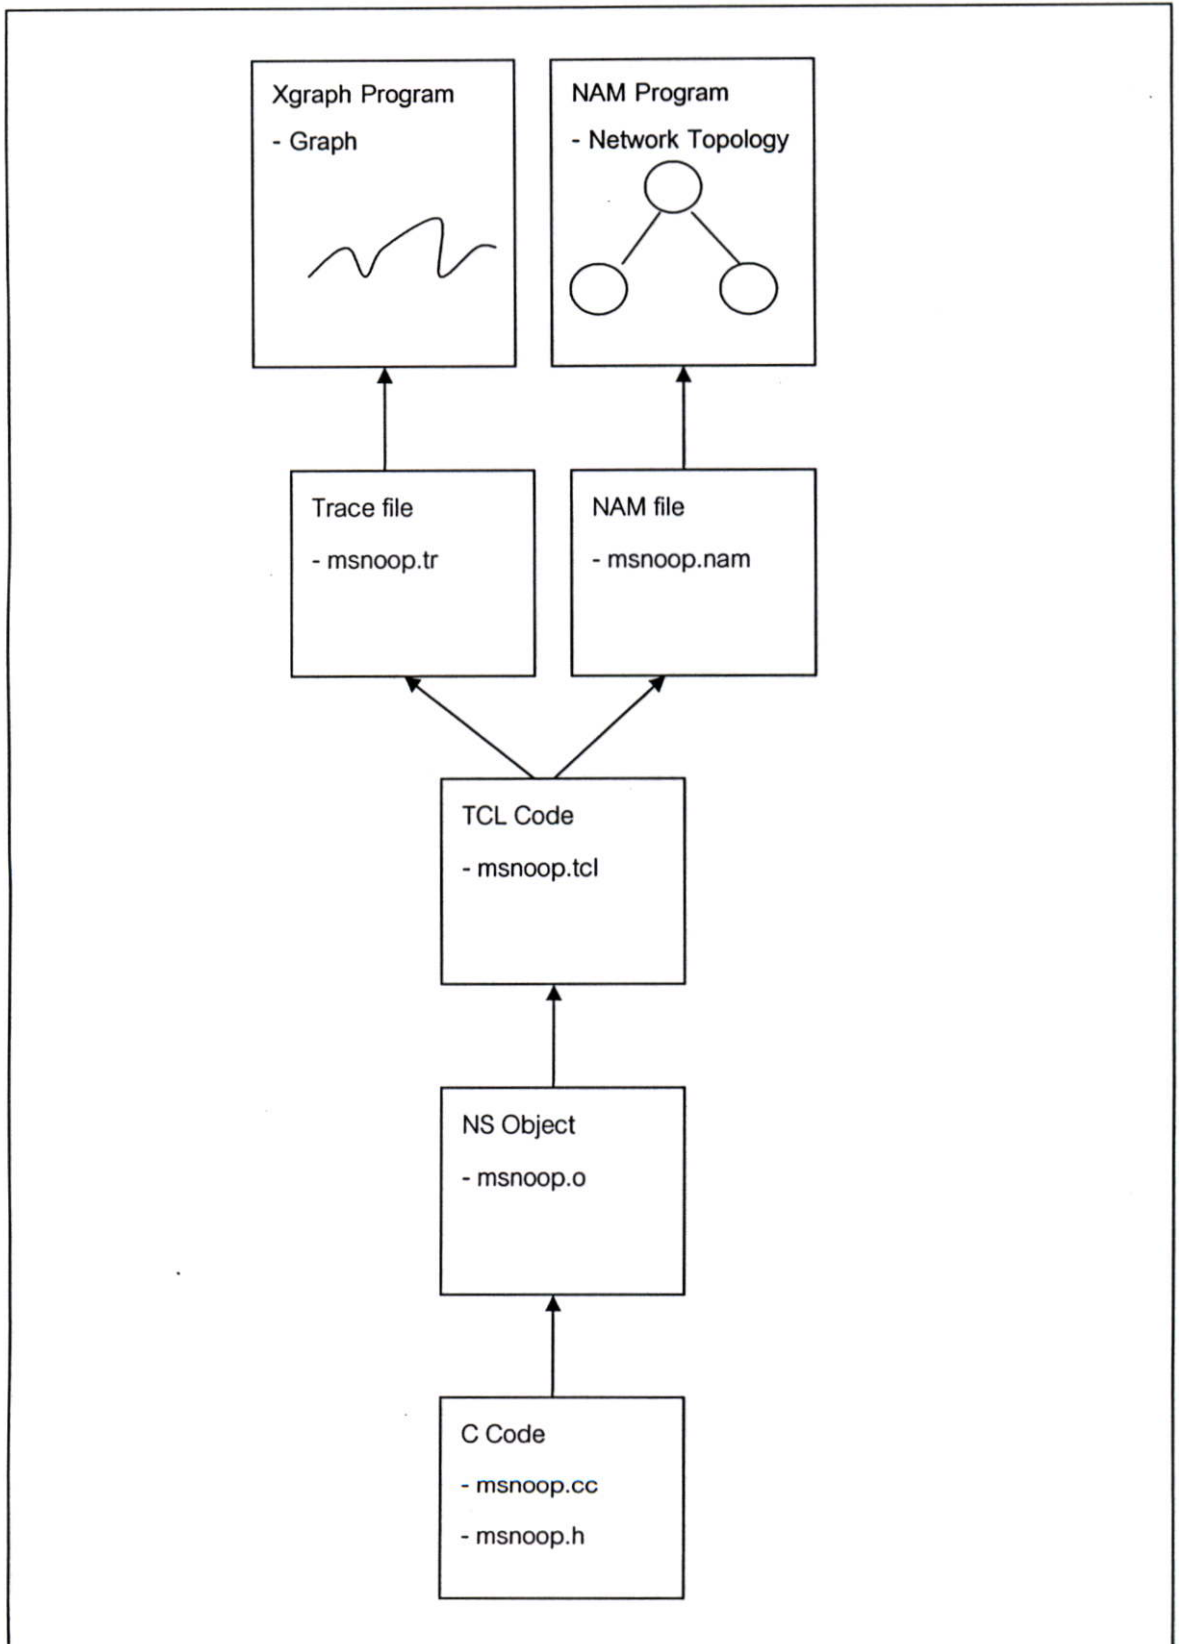 Xgraph Program
- Graph
NAM Program
- Network Topology
Trace file
- msnoop.tr
NAM file
- msnoop.nam
TCL Code
- msnoop.tcl
NS Object
- msnoop.o
C Code
- msnoop.cc
- msnoop.h